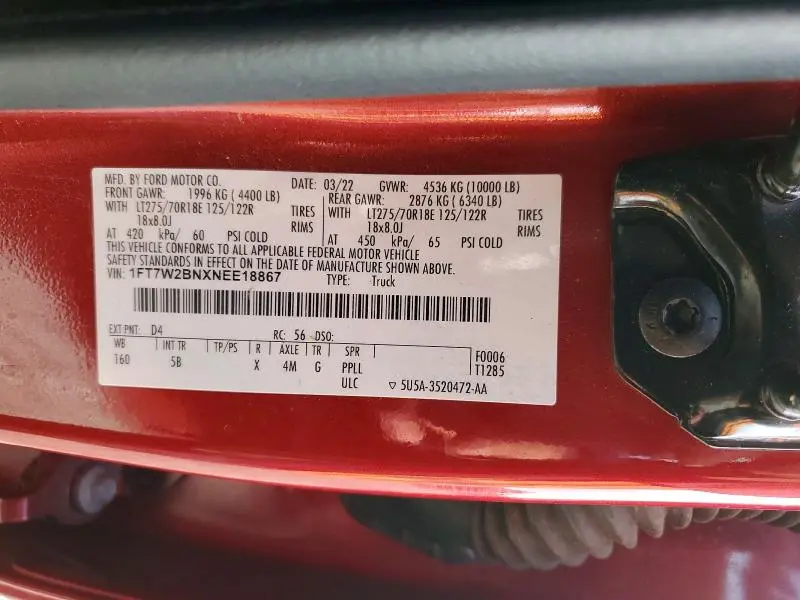 MFD. BY FORD MOTOR CO. DATE: 03/22 GVWR: 4536 KG (10000 LB)
FRONT GAWR: 1996 KG ( 4400 LB) REAR GAWR: 2876 KG ( 6340 LB)
WITH LT275/70R18E 125/122R TIRES WITH LT275/70R18E 125/122R TIRES
18x8.0J RIMS 18x8.0J RIMS
AT 420 kPa/ 60 PSI COLD AT 450 kPa/ 65 PSI COLD
THIS VEHICLE CONFORMS TO ALL APPLICABLE FEDERAL MOTOR VEHICLE
SAFETY STANDARDS IN EFFECT ON THE DATE OF MANUFACTURE SHOWN ABOVE.
VIN: 1FT7W2BNXNEE18867 TYPE: Truck
EXT PNT: D4 RC: 56 DSO:
WB INT TR TP/PS R AXLE TR SPR F0006
160 5B X 4M G PPLL T1285
ULC ▽ 5U5A-3520472-AA